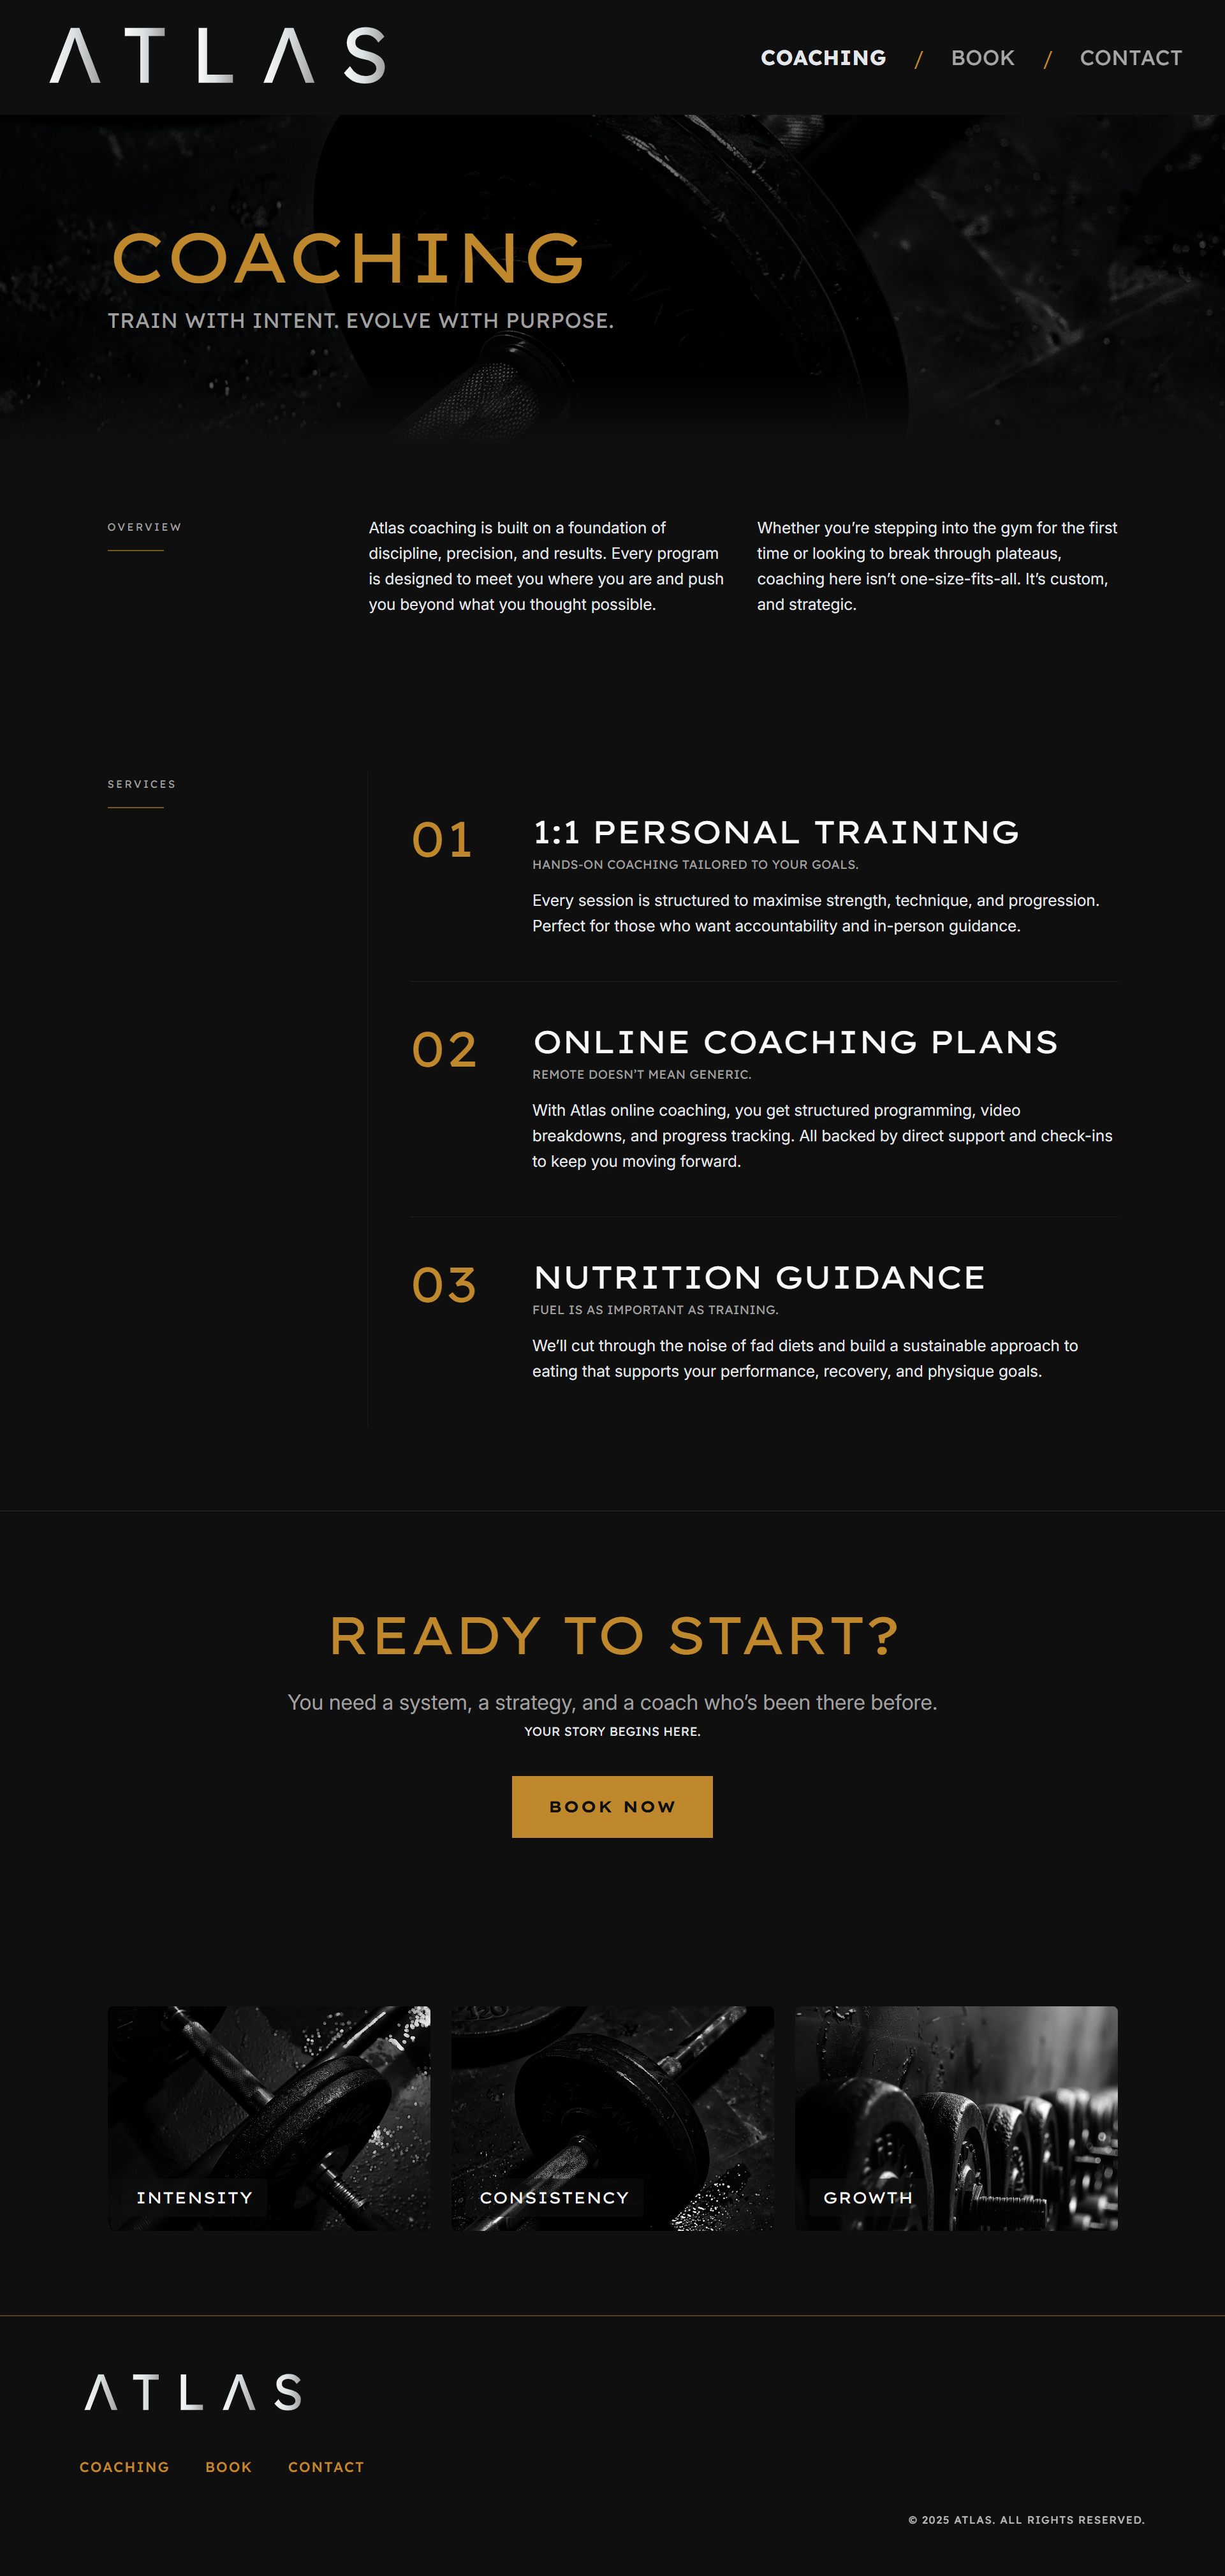 ATLAS
COACHING / BOOK / CONTACT
COACHING
TRAIN WITH INTENT. EVOLVE WITH PURPOSE.
OVERVIEW
Atlas coaching is built on a foundation of
discipline, precision, and results. Every program
is designed to meet you where you are and push
you beyond what you thought possible.
Whether you’re stepping into the gym for the first
time or looking to break through plateaus,
coaching here isn’t one-size-fits-all. It’s custom,
and strategic.
SERVICES
01
1:1 PERSONAL TRAINING
HANDS-ON COACHING TAILORED TO YOUR GOALS.
Every session is structured to maximise strength, technique, and progression.
Perfect for those who want accountability and in-person guidance.
02
ONLINE COACHING PLANS
REMOTE DOESN’T MEAN GENERIC.
With Atlas online coaching, you get structured programming, video
breakdowns, and progress tracking. All backed by direct support and check-ins
to keep you moving forward.
03
NUTRITION GUIDANCE
FUEL IS AS IMPORTANT AS TRAINING.
We’ll cut through the noise of fad diets and build a sustainable approach to
eating that supports your performance, recovery, and physique goals.
READY TO START?
You need a system, a strategy, and a coach who’s been there before.
YOUR STORY BEGINS HERE.
BOOK NOW
INTENSITY
CONSISTENCY
GROWTH
ATLAS
COACHING BOOK CONTACT
© 2025 ATLAS. ALL RIGHTS RESERVED.